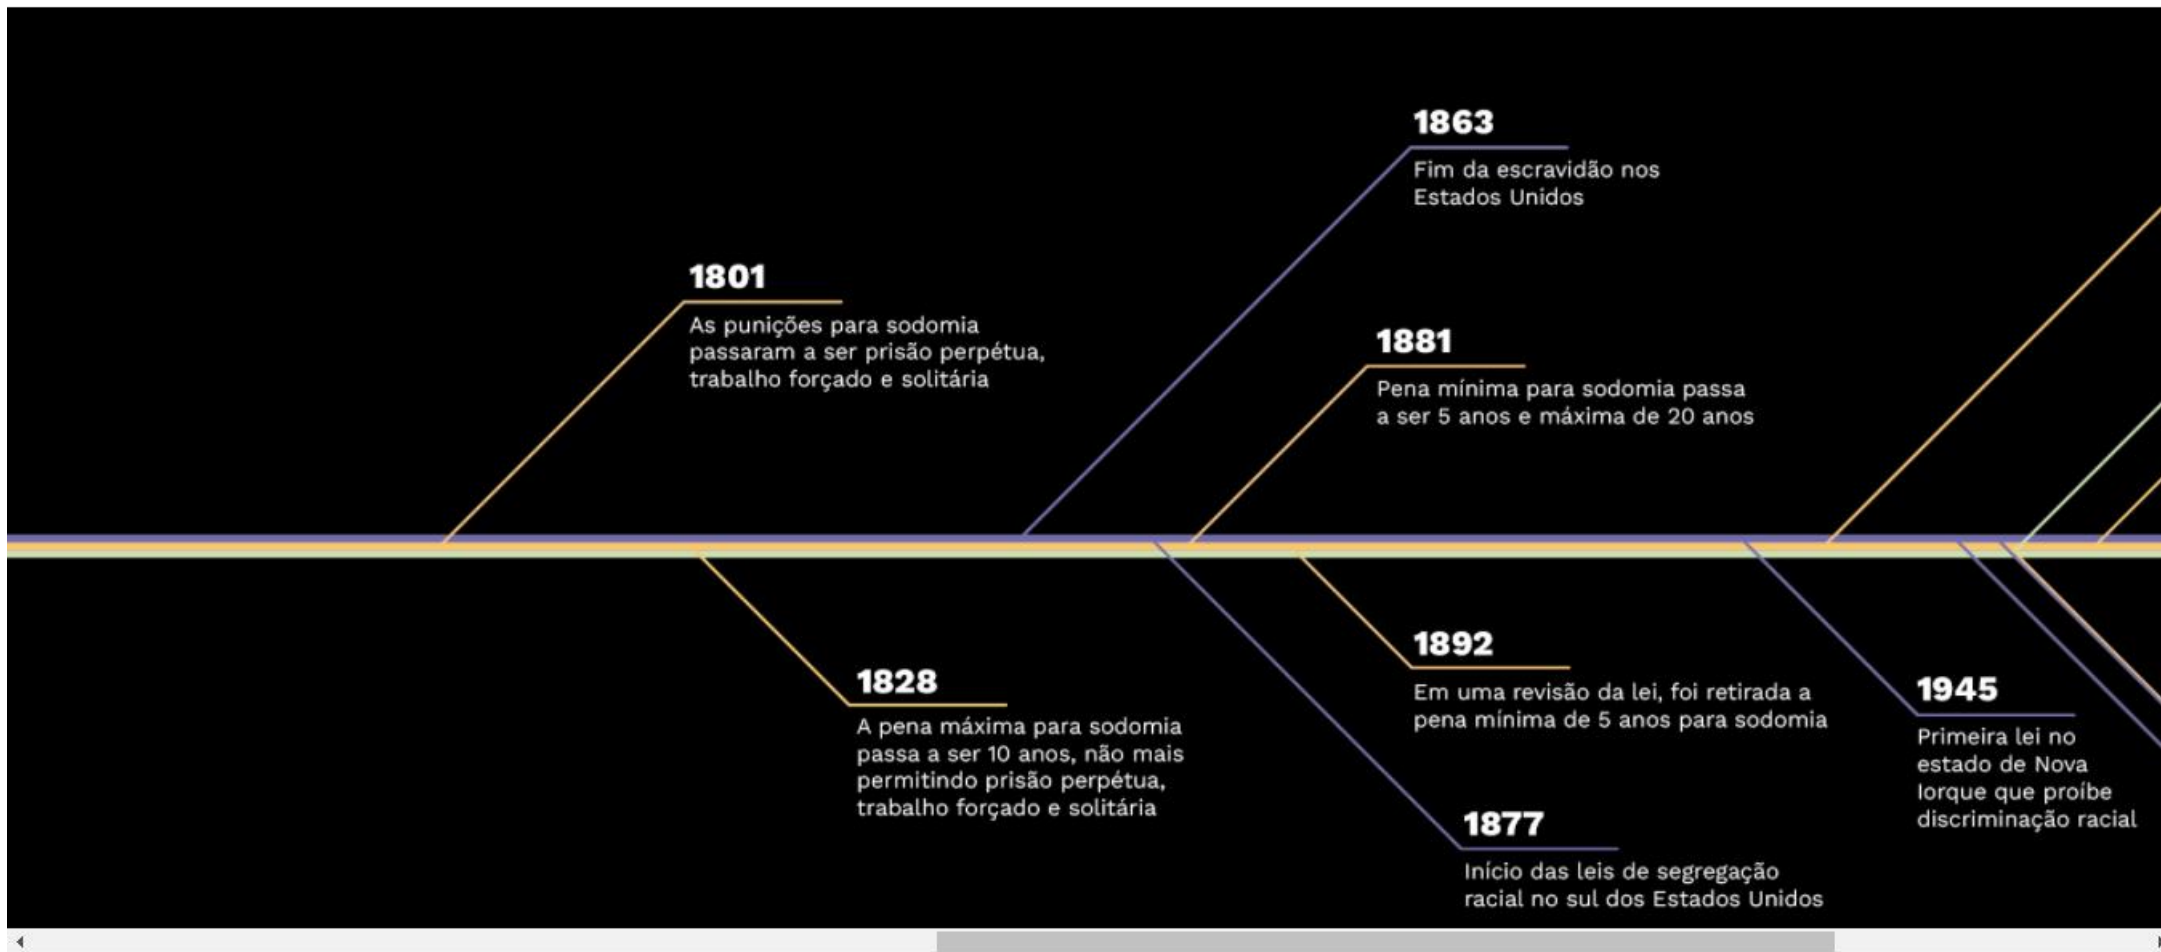 1801
As punições para sodomia
passaram a ser prisão perpétua,
trabalho forçado e solitária
1863
Fim da escravidão nos
Estados Unidos
1881
Pena mínima para sodomia passa
a ser 5 anos e máxima de 20 anos
1828
A pena máxima para sodomia
passa a ser 10 anos, não mais
permitindo prisão perpétua,
trabalho forçado e solitária
1892
Em uma revisão da lei, foi retirada a
pena mínima de 5 anos para sodomia
1877
Início das leis de segregação
racial no sul dos Estados Unidos
1945
Primeira lei no
estado de Nova
Iorque que proíbe
discriminação racial